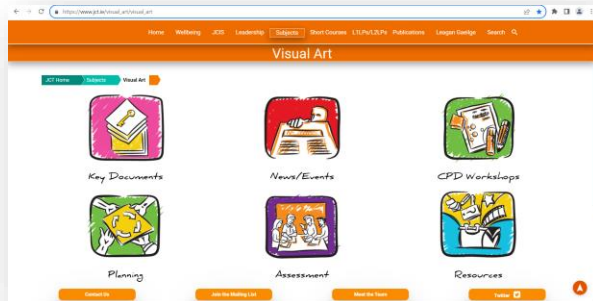 https://www.jct.ie/visual_art/visual_art
Home Wellbeing JCÓS Leadership Subjects Short Courses L1LPs/L2LPs Publications Leagan Gaeilge Search
Visual Art
JCT Home Subjects Visual Art
Key Documents News/Events CPD Workshops
Planning Assessment Resources
Contact Us Join the Mailing List Meet the Team Twitter